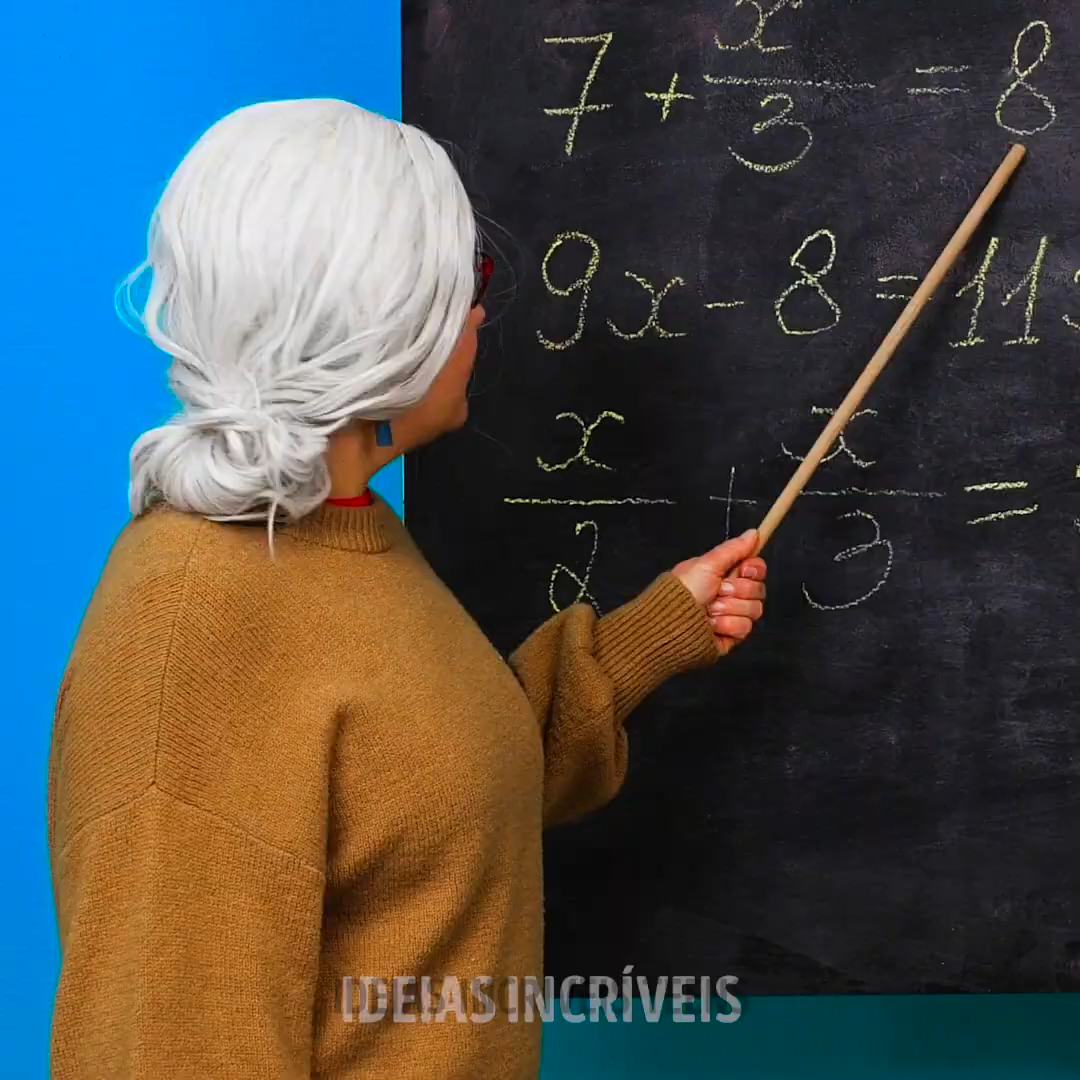 7 + x/3 = 8
9x - 8 = 11
x/2 + x/3 =
IDEIAS INCRÍVEIS